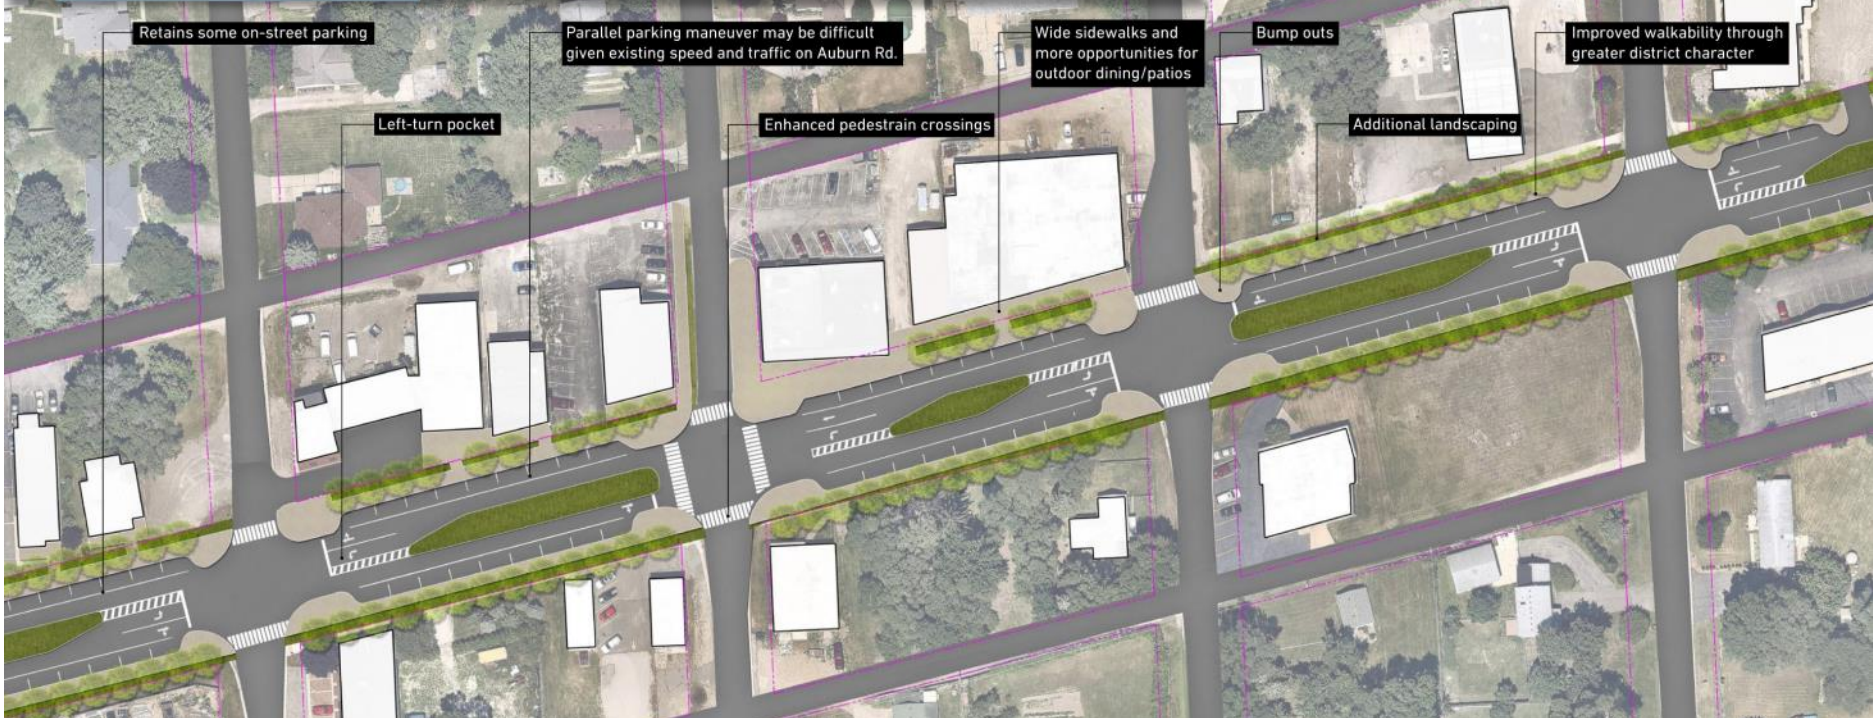 Retains some on-street parking
Parallel parking maneuver may be difficult
given existing speed and traffic on Auburn Rd.
Wide sidewalks and
more opportunities for
outdoor dining/patios
Bump outs
Improved walkability through
greater district character
Left-turn pocket
Enhanced pedestrain crossings
Additional landscaping